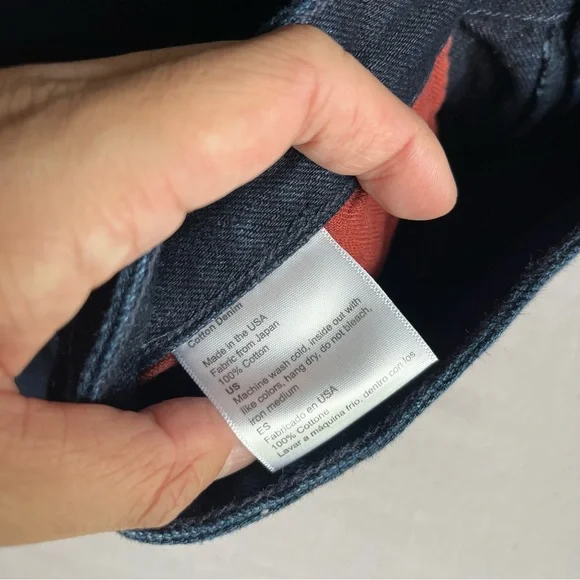 Cotton Denim
Made in the USA
Fabric from Japan
100% Cotton
US
Machine wash cold, inside out with
like colors, hang dry, do not bleach,
iron medium
ES
Fabricado en USA
100% Cottone
Lavar a máquina frio, dentro con los